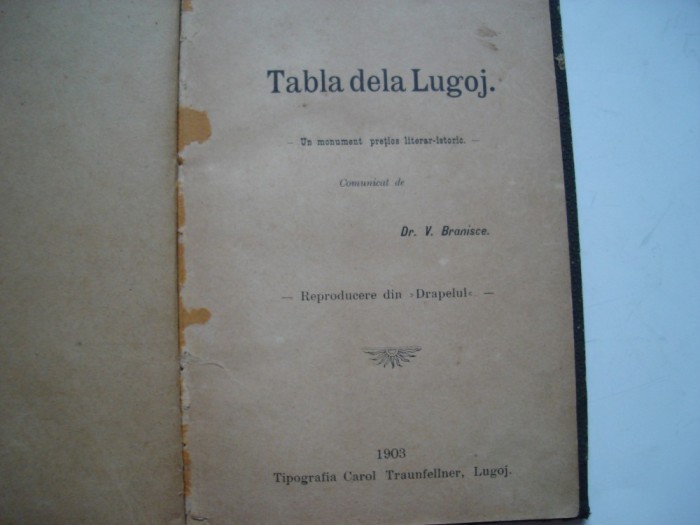 Tabla dela Lugoj.
— Un monument prețios literar-istoric. —
Comunicat de
Dr. V. Branisce.
— Reproducere din »Drapelul« —
1903
Tipografia Carol Traunfellner, Lugoj.